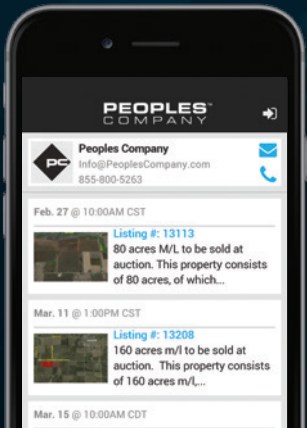 PEOPLES™
COMPANY
PC
Peoples Company
Info@PeoplesCompany.com
855-800-5263
Feb. 27 @ 10:00AM CST
Listing #: 13113
80 acres M/L to be sold at
auction. This property consists
of 80 acres, of which...
Mar. 11 @ 1:00PM CST
Listing #: 13208
160 acres m/l to be sold at
auction.  This property consists
of 160 acres m/l,...
Mar. 15 @ 10:00AM CDT